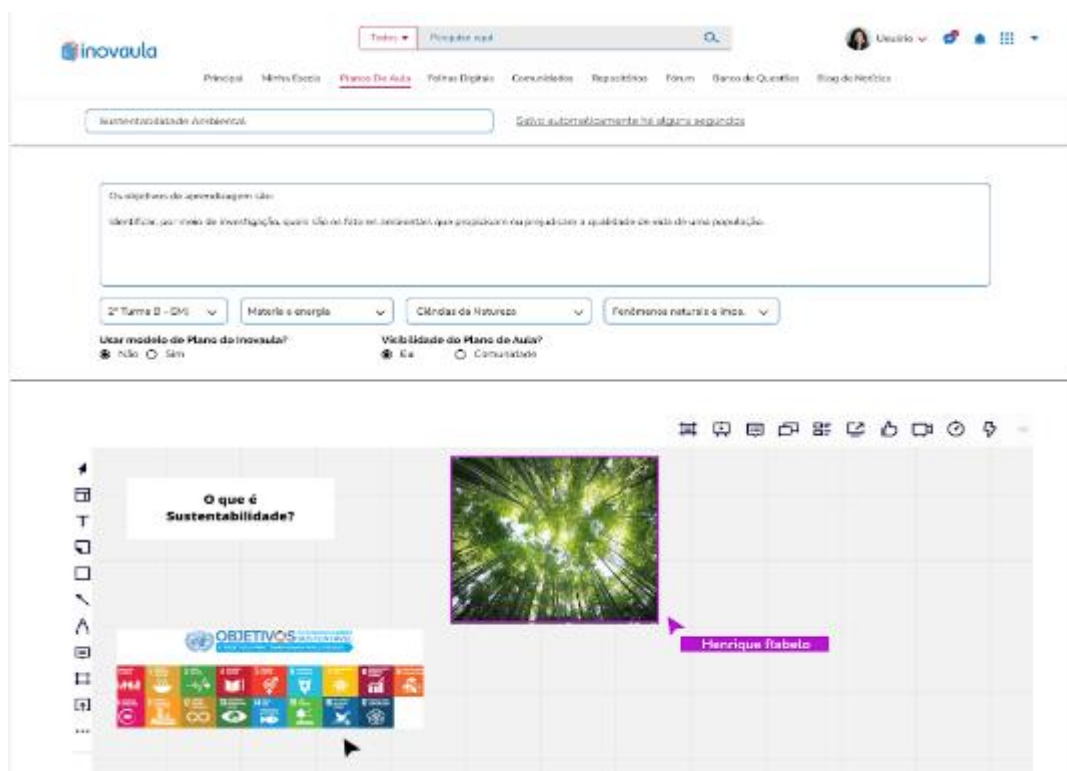 inovaula
Todos
Pesquise aqui
Usuário
Principal Minha Escola Planos De Aula Folhas Digitais Comunidades Repositórios Fórum Banco de Questões Blog de Notícias
Sustentabilidade Ambiental
Salvo automaticamente há alguns segundos
Os objetivos de aprendizagem são:
Identificar, por meio de investigação, quais são os fatores ambientais que propiciam ou prejudicam a qualidade de vida de uma população.
2ª Turma B - EM
Matéria e energia
Ciências da Natureza
Fenômenos naturais e
Usar modelo de Plano do Inovaula?
Visibilidade do Plano de Aula?
Não Sim
Eu Comunidade
O que é
Sustentabilidade?
OBJETIVOS
Henrique Rabelo